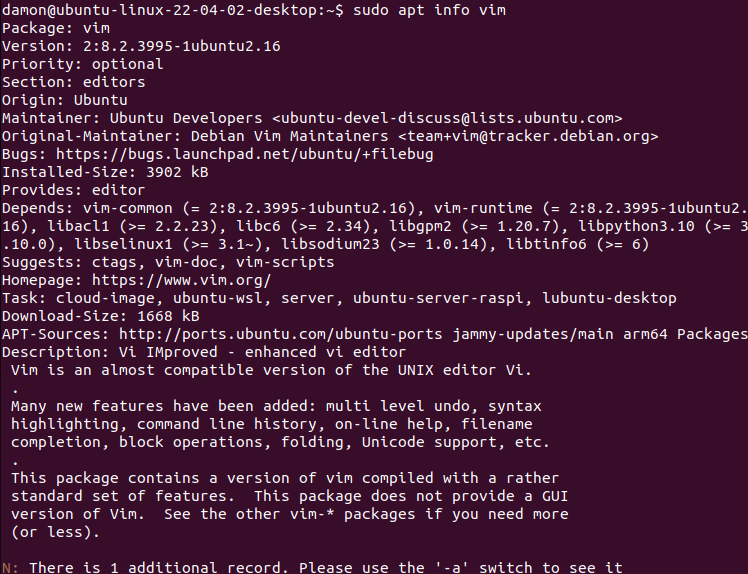 damon@ubuntu-linux-22-04-02-desktop:~$ sudo apt info vim
Package: vim
Version: 2:8.2.3995-1ubuntu2.16
Priority: optional
Section: editors
Origin: Ubuntu
Maintainer: Ubuntu Developers <ubuntu-devel-discuss@lists.ubuntu.com>
Original-Maintainer: Debian Vim Maintainers <team+vim@tracker.debian.org>
Bugs: https://bugs.launchpad.net/ubuntu/+filebug
Installed-Size: 3902 kB
Provides: editor
Depends: vim-common (= 2:8.2.3995-1ubuntu2.16), vim-runtime (= 2:8.2.3995-1ubuntu2.
16), libacl1 (>= 2.2.23), libc6 (>= 2.34), libgpm2 (>= 1.20.7), libpython3.10 (>= 3
.10.0), libselinux1 (>= 3.1~), libsodium23 (>= 1.0.14), libtinfo6 (>= 6)
Suggests: ctags, vim-doc, vim-scripts
Homepage: https://www.vim.org/
Task: cloud-image, ubuntu-wsl, server, ubuntu-server-raspi, lubuntu-desktop
Download-Size: 1668 kB
APT-Sources: http://ports.ubuntu.com/ubuntu-ports jammy-updates/main arm64 Packages
Description: Vi IMproved - enhanced vi editor
 Vim is an almost compatible version of the UNIX editor Vi.
 .
 Many new features have been added: multi level undo, syntax
 highlighting, command line history, on-line help, filename
 completion, block operations, folding, Unicode support, etc.
 .
 This package contains a version of vim compiled with a rather
 standard set of features.  This package does not provide a GUI
 version of Vim.  See the other vim-* packages if you need more
 (or less).

N: There is 1 additional record. Please use the '-a' switch to see it